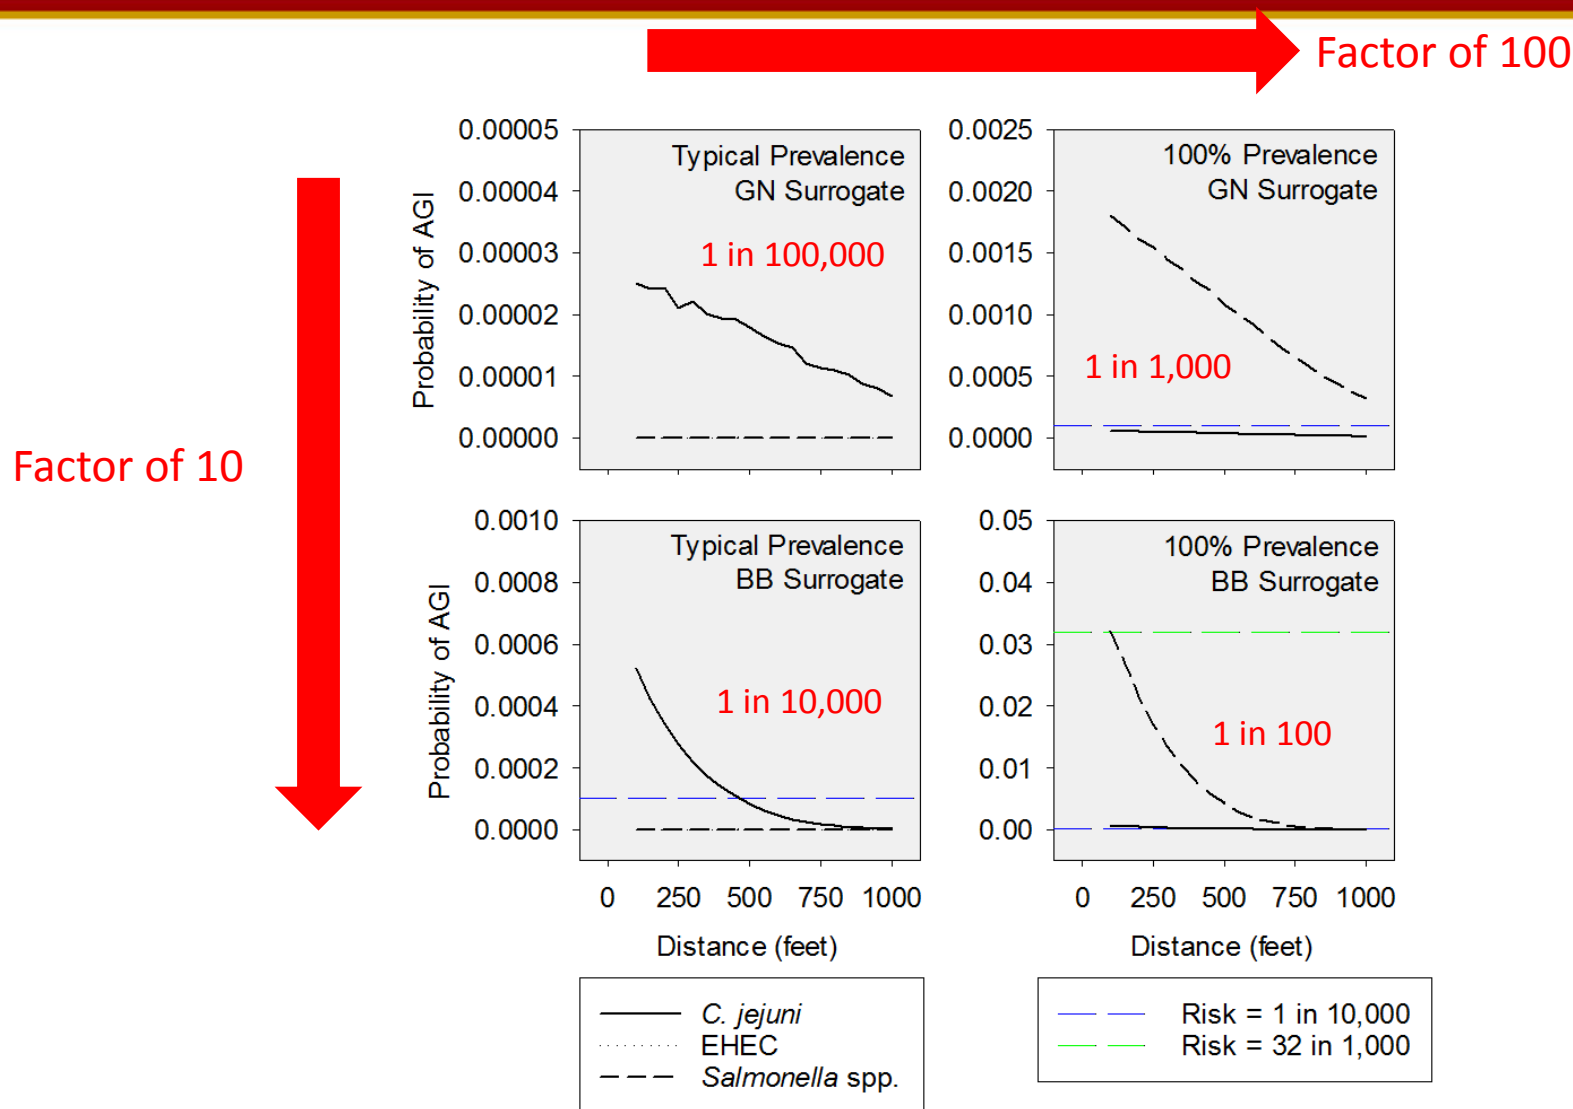 Factor of 100
Factor of 10
Probability of AGI
0.00005
0.00004
0.00003
0.00002
0.00001
0.00000
Typical Prevalence
GN Surrogate
1 in 100,000
0.0025
0.0020
0.0015
0.0010
0.0005
0.0000
100% Prevalence
GN Surrogate
1 in 1,000
Probability of AGI
0.0010
0.0008
0.0006
0.0004
0.0002
0.0000
Typical Prevalence
BB Surrogate
1 in 10,000
0 250 500 750 1000
Distance (feet)
0.05
0.04
0.03
0.02
0.01
0.00
100% Prevalence
BB Surrogate
1 in 100
0 250 500 750 1000
Distance (feet)
C. jejuni
EHEC
Salmonella spp.
Risk = 1 in 10,000
Risk = 32 in 1,000